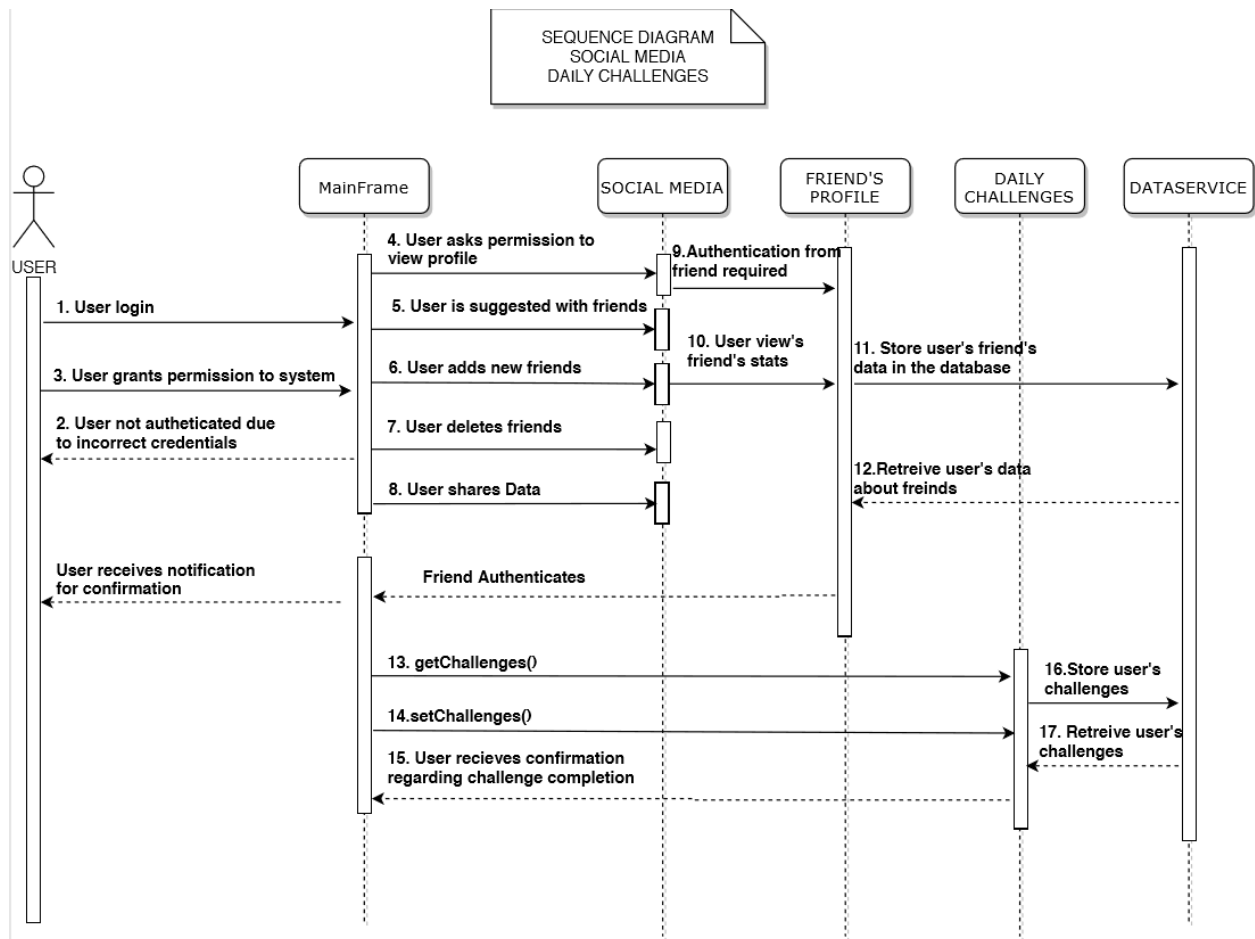 SEQUENCE DIAGRAM
SOCIAL MEDIA
DAILY CHALLENGES
USER
MainFrame
SOCIAL MEDIA
FRIEND'S
PROFILE
DAILY
CHALLENGES
DATASERVICE
4. User asks permission to
view profile
9.Authentication from
friend required
1. User login
5. User is suggested with friends
10. User view's
friend's stats
11. Store user's friend's
data in the database
3. User grants permission to system
6. User adds new friends
2. User not autheticated due
to incorrect credentials
7. User deletes friends
8. User shares Data
12.Retreive user's data
about freinds
User receives notification
for confirmation
Friend Authenticates
13. getChallenges()
16.Store user's
challenges
14.setChallenges()
17. Retreive user's
challenges
15. User recieves confirmation
regarding challenge completion